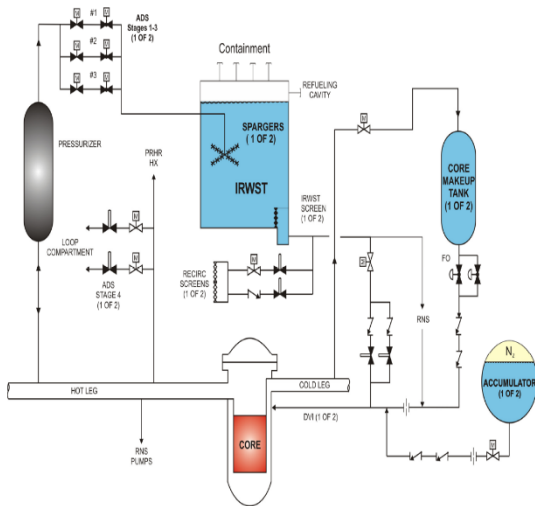 #1
ADS
Stages 1-3
(1 OF 2)
#2
#3
Containment
REFUELING
CAVITY
SPARGERS
( 1 OF 2)
IRWST
IRWST
SCREEN
(1 OF 2)
PRESSURIZER
PRHR
HX
M
M
LOOP
COMPARTMENT
ADS
STAGE 4
(1 OF 2)
RECIRC
SCREENS
(1 OF 2)
M
M
M
CORE
MAKEUP
TANK
(1 OF 2)
FO
RNS
N₂
ACCUMULATOR
(1 OF 2)
M
HOT LEG
COLD LEG
DVI (1 OF 2)
CORE
RNS
PUMPS